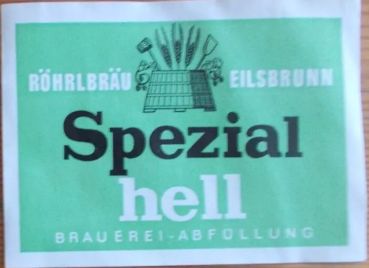 RÖHRLBRÄU EILSBRUNN
Spezial
hell
BRAUEREI-ABFÜLLUNG